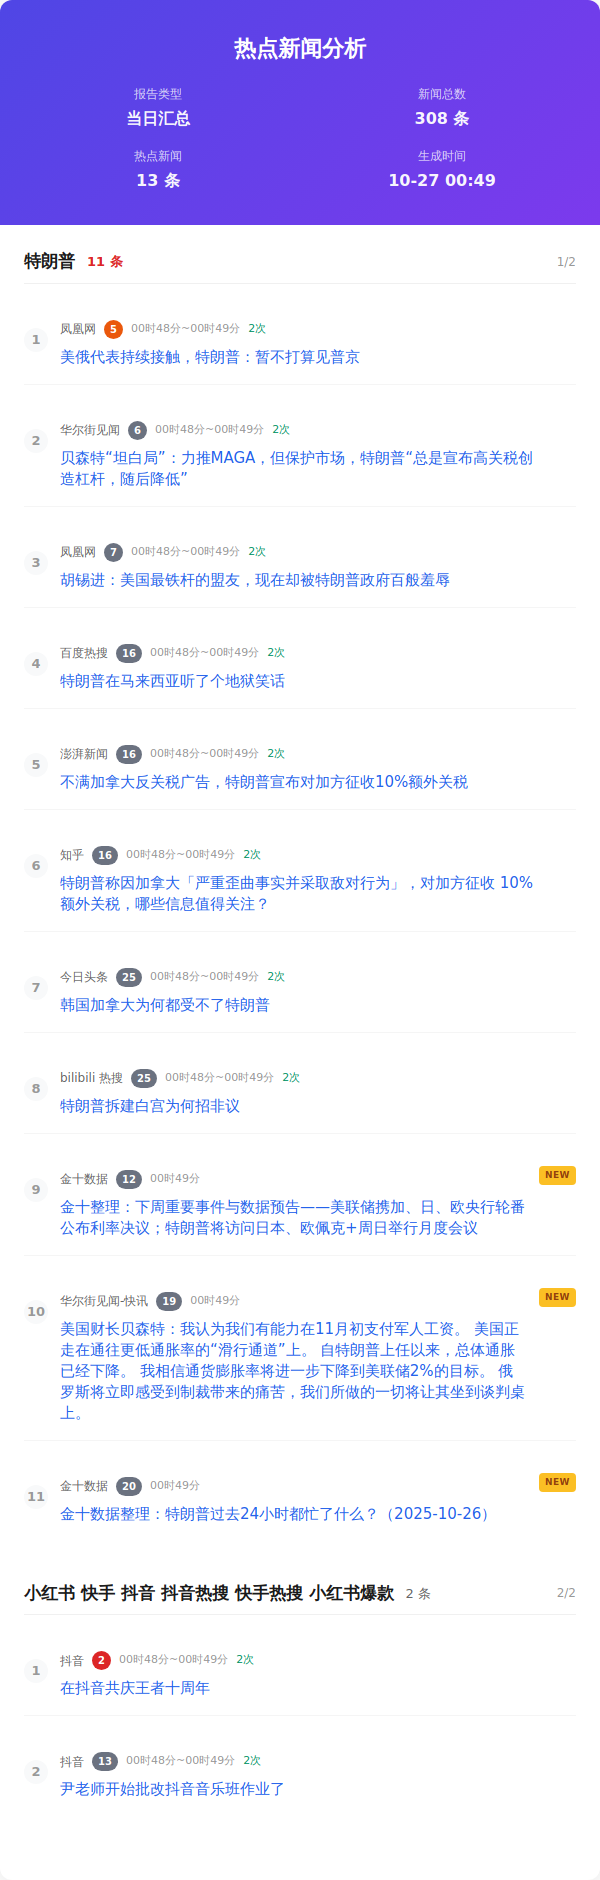 热点新闻分析
报告类型
当日汇总
新闻总数
308 条
热点新闻
13 条
生成时间
10-27 00:49
特朗普 11 条 1/2
1
凤凰网 5 00时48分~00时49分 2次
美俄代表持续接触，特朗普：暂不打算见普京
2
华尔街见闻 6 00时48分~00时49分 2次
贝森特“坦白局”：力推MAGA，但保护市场，特朗普“总是宣布高关税创
造杠杆，随后降低”
3
凤凰网 7 00时48分~00时49分 2次
胡锡进：美国最铁杆的盟友，现在却被特朗普政府百般羞辱
4
百度热搜 16 00时48分~00时49分 2次
特朗普在马来西亚听了个地狱笑话
5
澎湃新闻 16 00时48分~00时49分 2次
不满加拿大反关税广告，特朗普宣布对加方征收10%额外关税
6
知乎 16 00时48分~00时49分 2次
特朗普称因加拿大「严重歪曲事实并采取敌对行为」，对加方征收 10%
额外关税，哪些信息值得关注？
7
今日头条 25 00时48分~00时49分 2次
韩国加拿大为何都受不了特朗普
8
bilibili 热搜 25 00时48分~00时49分 2次
特朗普拆建白宫为何招非议
9
金十数据 12 00时49分 NEW
金十整理：下周重要事件与数据预告——美联储携加、日、欧央行轮番
公布利率决议；特朗普将访问日本、欧佩克+周日举行月度会议
10
华尔街见闻-快讯 19 00时49分 NEW
美国财长贝森特：我认为我们有能力在11月初支付军人工资。 美国正
走在通往更低通胀率的“滑行通道”上。 自特朗普上任以来，总体通胀
已经下降。 我相信通货膨胀率将进一步下降到美联储2%的目标。 俄
罗斯将立即感受到制裁带来的痛苦，我们所做的一切将让其坐到谈判桌
上。
11
金十数据 20 00时49分 NEW
金十数据整理：特朗普过去24小时都忙了什么？（2025-10-26）
小红书 快手 抖音 抖音热搜 快手热搜 小红书爆款 2 条 2/2
1
抖音 2 00时48分~00时49分 2次
在抖音共庆王者十周年
2
抖音 13 00时48分~00时49分 2次
尹老师开始批改抖音音乐班作业了